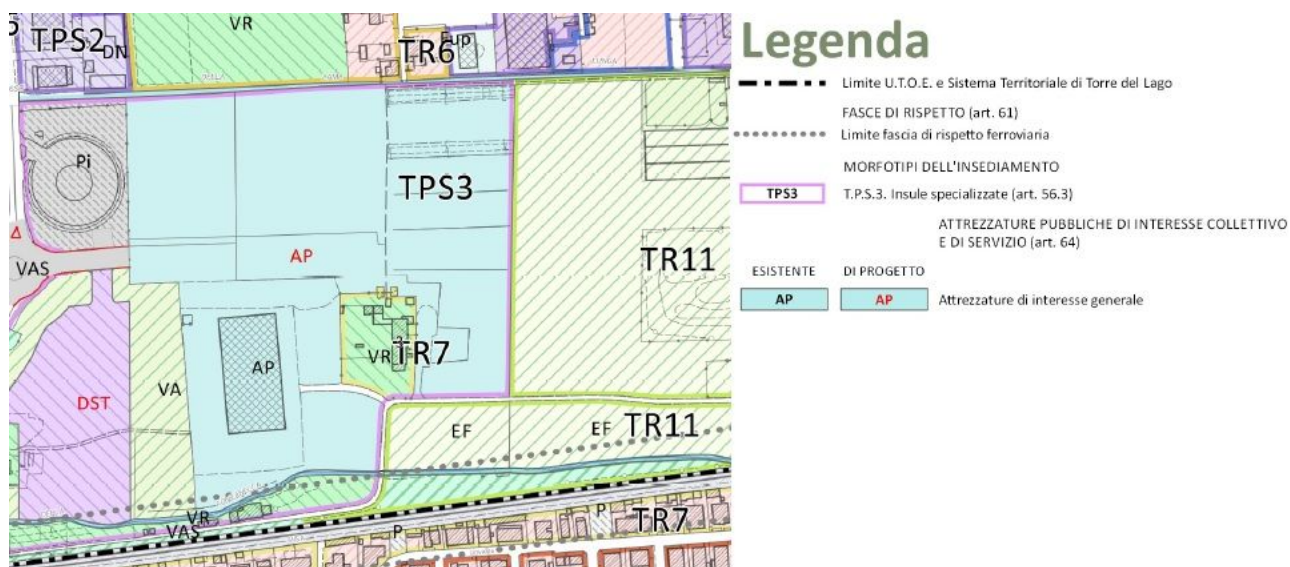 TPS2
DN
VR
TR6
Fup
Legenda
Limite U.T.O.E. e Sistema Territoriale di Torre del Lago
FASCE DI RISPETTO (art. 61)
Limite fascia di rispetto ferroviaria
MORFOTIPI DELL'INSEDIAMENTO
TPS3 T.P.S.3. Insule specializzate (art. 56.3)
ATTREZZATURE PUBBLICHE DI INTERESSE COLLETTIVO
E DI SERVIZIO (art. 64)
ESISTENTE DI PROGETTO
AP AP Attrezzature di interesse generale
Pi
TPS3
VAS
AP
TR11
VR
TR7
AP
VA
DST
EF
EF
TR11
VR
VAS
P
P
TR7